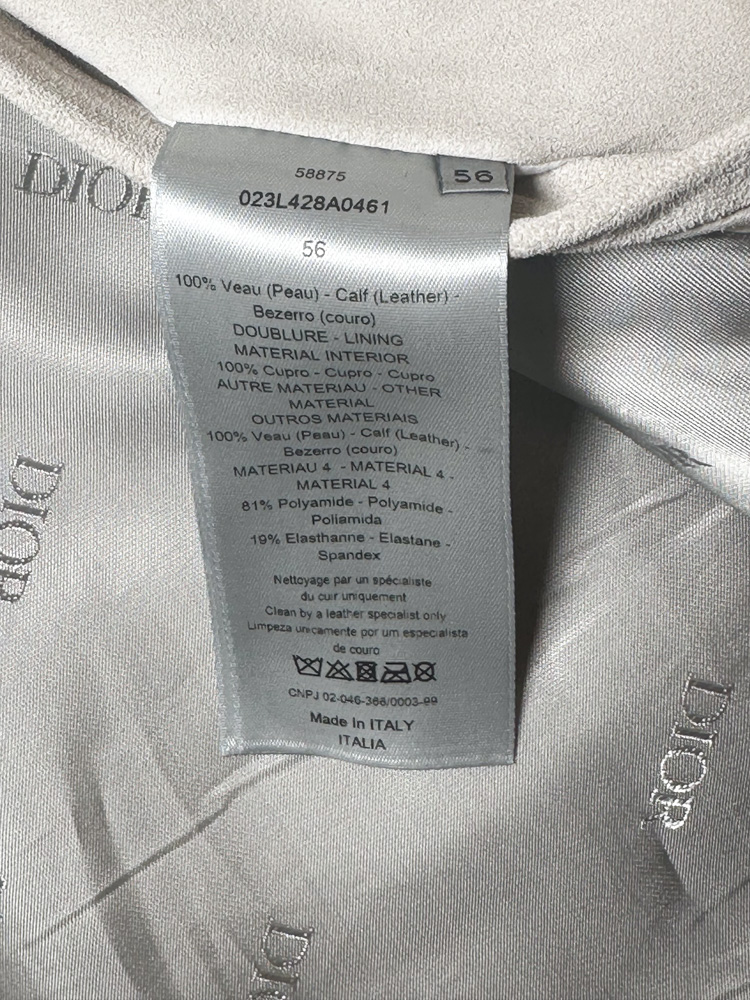 DIOR
58875
56
023L428A0461
56
100% Veau (Peau) - Calf (Leather) -
Bezerro (couro)
DOUBLURE - LINING
MATERIAL INTERIOR
100% Cupro - Cupro - Cupro
AUTRE MATERIAU - OTHER
MATERIAL
OUTROS MATERIAIS
100% Veau (Peau) - Calf (Leather) -
Bezerro (couro)
MATERIAU 4 - MATERIAL 4 -
MATERIAL 4
81% Polyamide - Polyamide -
Poliamida
19% Elasthanne - Elastane -
Spandex
Nettoyage par un spécialiste
du cuir uniquement
Clean by a leather specialist only
Limpeza unicamente por um especialista
de couro
CNPJ 02-046-366/0003-99
Made in ITALY
ITALIA
DIOR
DIOR
DIOR